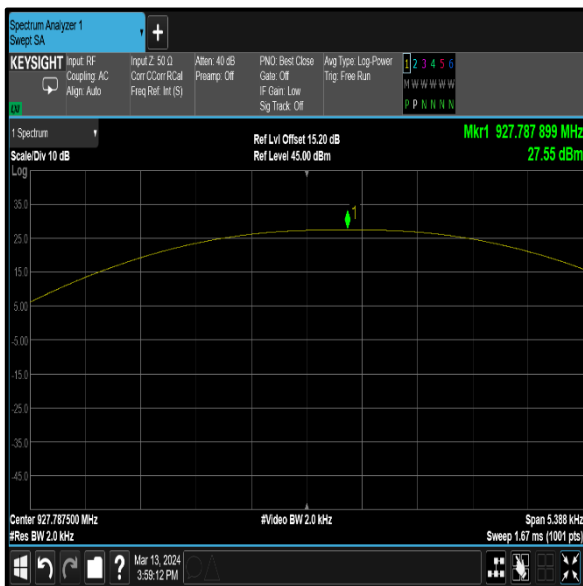 Spectrum Analyzer 1
Swept SA
+
KEYSIGHT
Input: RF
Coupling: AC
Align: Auto
Input Z: 50 Ω
Corr CCorr RCal
Freq Ref: Int (S)
Atten: 40 dB
Preamp: Off
PNO: Best Close
Gate: Off
IF Gain: Low
Sig Track: Off
Avg Type: Log-Power
Trig: Free Run
1 2 3 4 5 6
M W W W W W
P P N N N N
1 Spectrum
Scale/Div 10 dB
Ref Lvl Offset 15.20 dB
Ref Level 45.00 dBm
Mkr1 927.787 899 MHz
27.55 dBm
Log
1
35.0
25.0
15.0
5.00
-5.00
-15.0
-25.0
-35.0
-45.0
Center 927.787500 MHz
#Res BW 2.0 kHz
#Video BW 2.0 kHz
Span 5.388 kHz
Sweep 1.67 ms (1001 pts)
?
Mar 13, 2024
3:59:12 PM